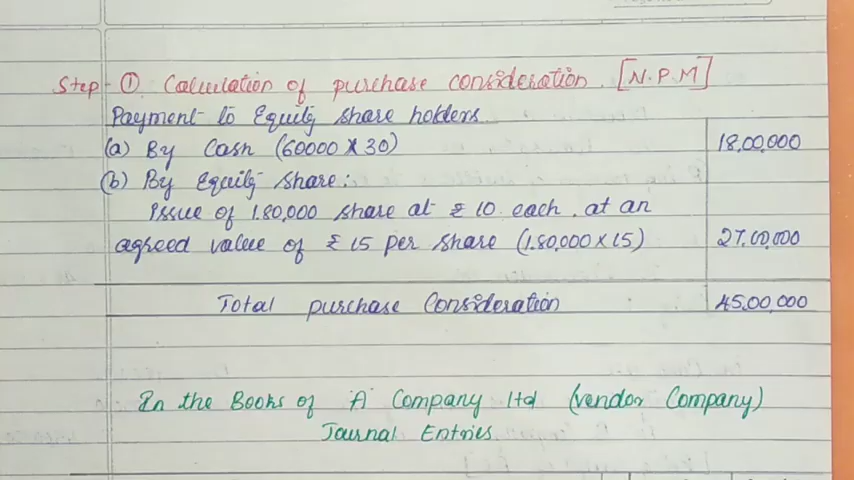 Step - ① Calculation of purchase consideration. [N.P.M]
Payment to Equity share holders
(a) By Cash (60000 x 30) 18,00,000
(b) By Equity share:
Issue of 1,80,000 share at ₹ 10 each, at an
agreed value of ₹ 15 per share (1,80,000 x 15) 27,00,000
Total purchase Consideration 45,00,000
In the Books of 'A' Company Ltd (vendor Company)
Journal Entries